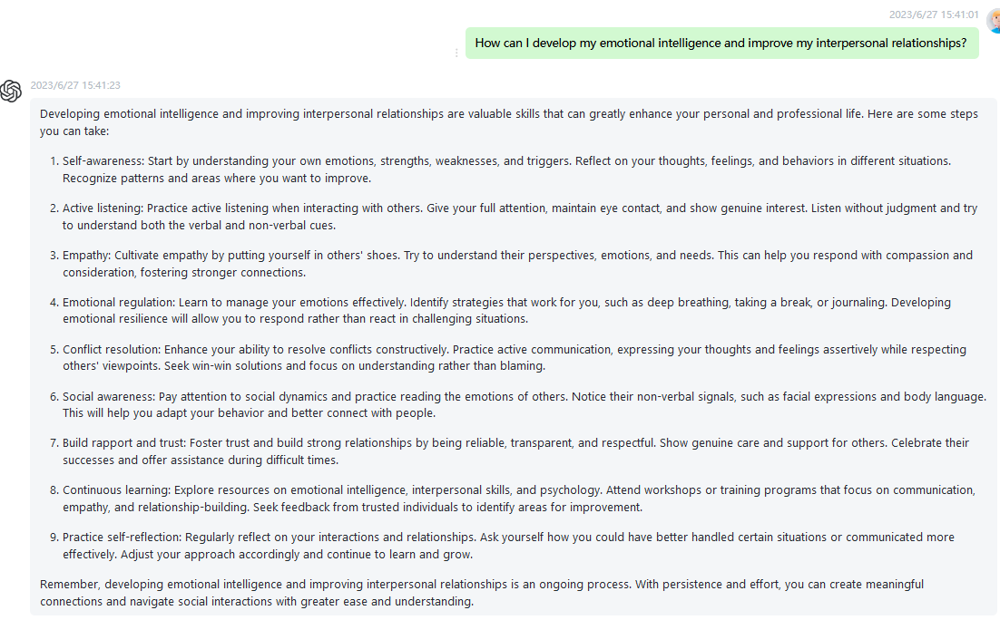 2023/6/27 15:41:01
How can I develop my emotional intelligence and improve my interpersonal relationships?
2023/6/27 15:41:23
Developing emotional intelligence and improving interpersonal relationships are valuable skills that can greatly enhance your personal and professional life. Here are some steps
you can take:
1. Self-awareness: Start by understanding your own emotions, strengths, weaknesses, and triggers. Reflect on your thoughts, feelings, and behaviors in different situations.
Recognize patterns and areas where you want to improve.
2. Active listening: Practice active listening when interacting with others. Give your full attention, maintain eye contact, and show genuine interest. Listen without judgment and try
to understand both the verbal and non-verbal cues.
3. Empathy: Cultivate empathy by putting yourself in others' shoes. Try to understand their perspectives, emotions, and needs. This can help you respond with compassion and
consideration, fostering stronger connections.
4. Emotional regulation: Learn to manage your emotions effectively. Identify strategies that work for you, such as deep breathing, taking a break, or journaling. Developing
emotional resilience will allow you to respond rather than react in challenging situations.
5. Conflict resolution: Enhance your ability to resolve conflicts constructively. Practice active communication, expressing your thoughts and feelings assertively while respecting
others' viewpoints. Seek win-win solutions and focus on understanding rather than blaming.
6. Social awareness: Pay attention to social dynamics and practice reading the emotions of others. Notice their non-verbal signals, such as facial expressions and body language.
This will help you adapt your behavior and better connect with people.
7. Build rapport and trust: Foster trust and build strong relationships by being reliable, transparent, and respectful. Show genuine care and support for others. Celebrate their
successes and offer assistance during difficult times.
8. Continuous learning: Explore resources on emotional intelligence, interpersonal skills, and psychology. Attend workshops or training programs that focus on communication,
empathy, and relationship-building. Seek feedback from trusted individuals to identify areas for improvement.
9. Practice self-reflection: Regularly reflect on your interactions and relationships. Ask yourself how you could have better handled certain situations or communicated more
effectively. Adjust your approach accordingly and continue to learn and grow.
Remember, developing emotional intelligence and improving interpersonal relationships is an ongoing process. With persistence and effort, you can create meaningful
connections and navigate social interactions with greater ease and understanding.